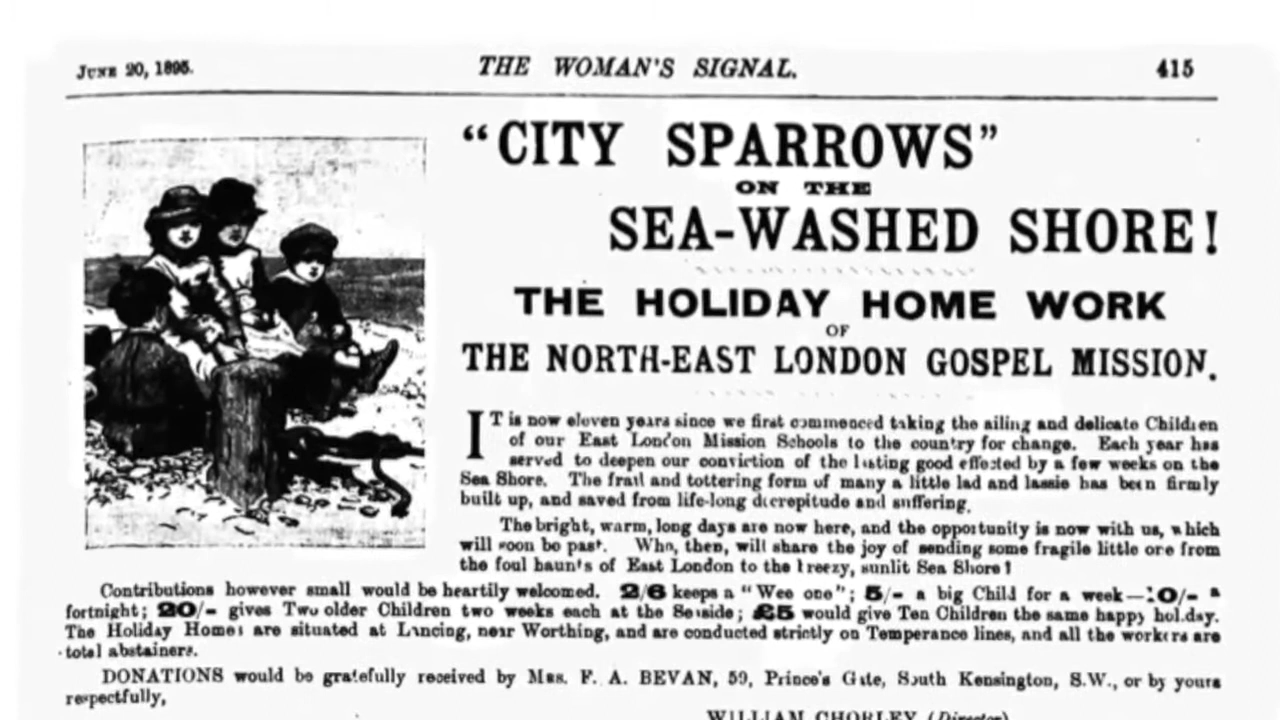 JUNE 20, 1895.
THE WOMAN'S SIGNAL.
415
"CITY SPARROWS"
ON THE
SEA-WASHED SHORE!
THE HOLIDAY HOME WORK
OF
THE NORTH-EAST LONDON GOSPEL MISSION.
IT is now eleven years since we first commenced taking the ailing and delicate Children
of our East London Mission Schools to the country for change. Each year has
served to deepen our conviction of the lasting good effected by a few weeks on the
Sea Shore. The frail and tottering form of many a little lad and lassie has been firmly
built up, and saved from life-long decrepitude and suffering.
The bright, warm, long days are now here, and the opportunity is now with us, which
will soon be past. Who, then, will share the joy of sending some fragile little one from
the foul haunts of East London to the breezy, sunlit Sea Shore!
Contributions however small would be heartily welcomed. 2/6 keeps a "Wee one"; 5/- a big Child for a week—10/- a
fortnight; 20/- gives Two older Children two weeks each at the Seaside; £5 would give Ten Children the same happy holiday.
The Holiday Homes are situated at Lancing, near Worthing, and are conducted strictly on Temperance lines, and all the workers are
total abstainers.
DONATIONS would be gratefully received by MRS. F. A. BEVAN, 59, Prince's Gate, South Kensington, S.W., or by yours
respectfully,
WILLIAM CHORLEY (Director)